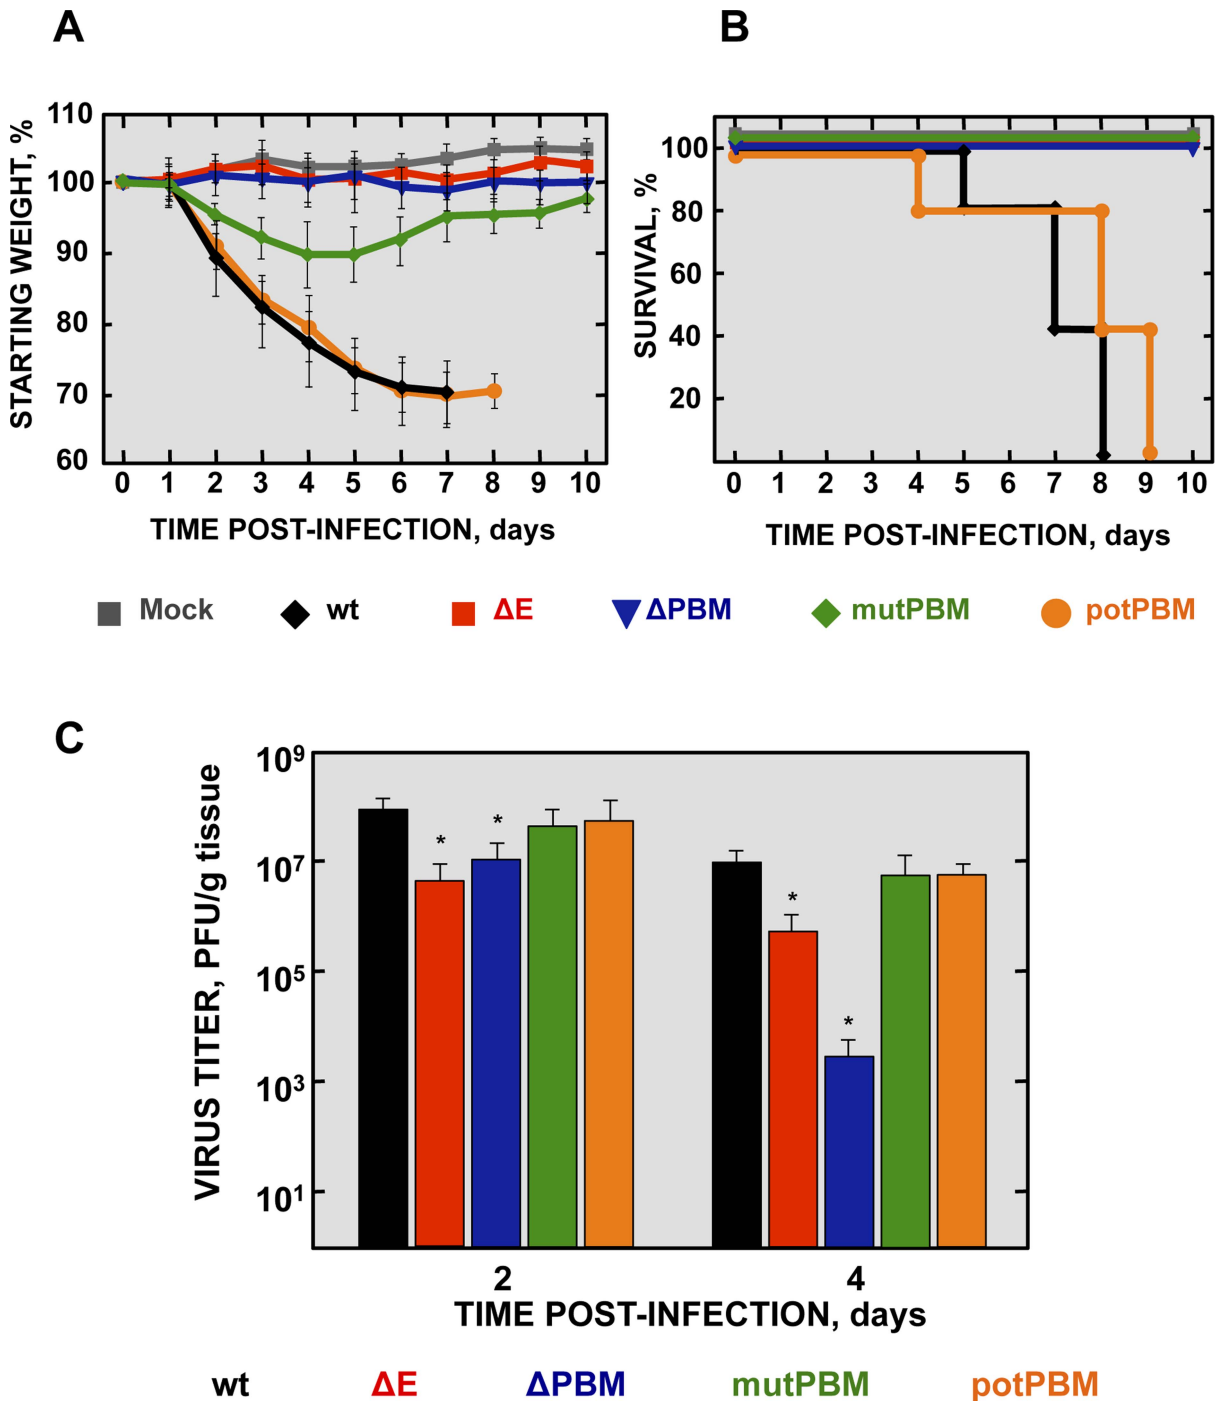 A
B
STARTING WEIGHT, %
110
100
90
80
70
60
0 1 2 3 4 5 6 7 8 9 10
TIME POST-INFECTION, days
SURVIVAL, %
100
80
60
40
20
0 1 2 3 4 5 6 7 8 9 10
TIME POST-INFECTION, days
Mock wt ΔE ΔPBM mutPBM potPBM
C
VIRUS TITER, PFU/g tissue
10⁹
10⁷
10⁵
10³
10¹
* *
* *
2 4
TIME POST-INFECTION, days
wt ΔE ΔPBM mutPBM potPBM